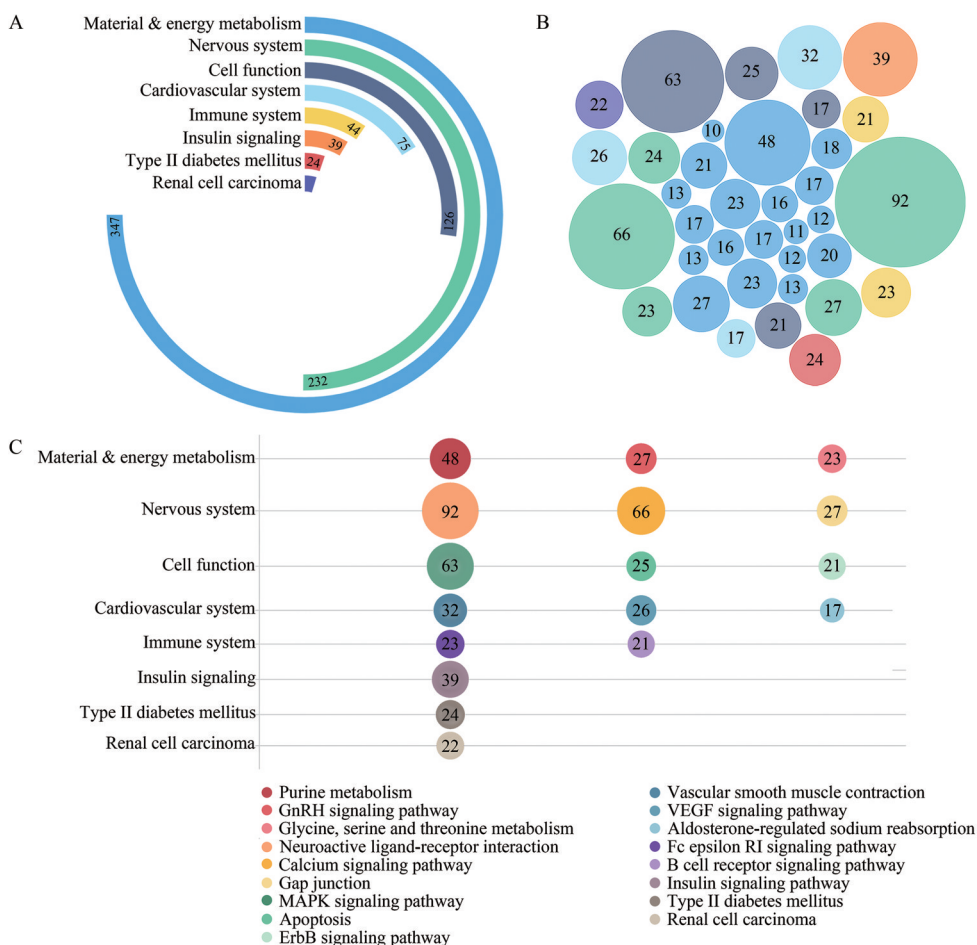 A
Material & energy metabolism
Nervous system
Cell function
Cardiovascular system
Immune system
Insulin signaling
Type II diabetes mellitus
Renal cell carcinoma
44
39
24
75
126
347
232
B
63
25
32
39
22
17
21
10
48
18
26
24
21
13
23
16
17
92
66
17
16
17
11
12
13
12
20
23
13
27
23
27
23
17
21
24
C
Material & energy metabolism 48 27 23
Nervous system 92 66 27
Cell function 63 25 21
Cardiovascular system 32 26 17
Immune system 23 21
Insulin signaling 39
Type II diabetes mellitus 24
Renal cell carcinoma 22
Purine metabolism
GnRH signaling pathway
Glycine, serine and threonine metabolism
Neuroactive ligand-receptor interaction
Calcium signaling pathway
Gap junction
MAPK signaling pathway
Apoptosis
ErbB signaling pathway
Vascular smooth muscle contraction
VEGF signaling pathway
Aldosterone-regulated sodium reabsorption
Fc epsilon RI signaling pathway
B cell receptor signaling pathway
Insulin signaling pathway
Type II diabetes mellitus
Renal cell carcinoma